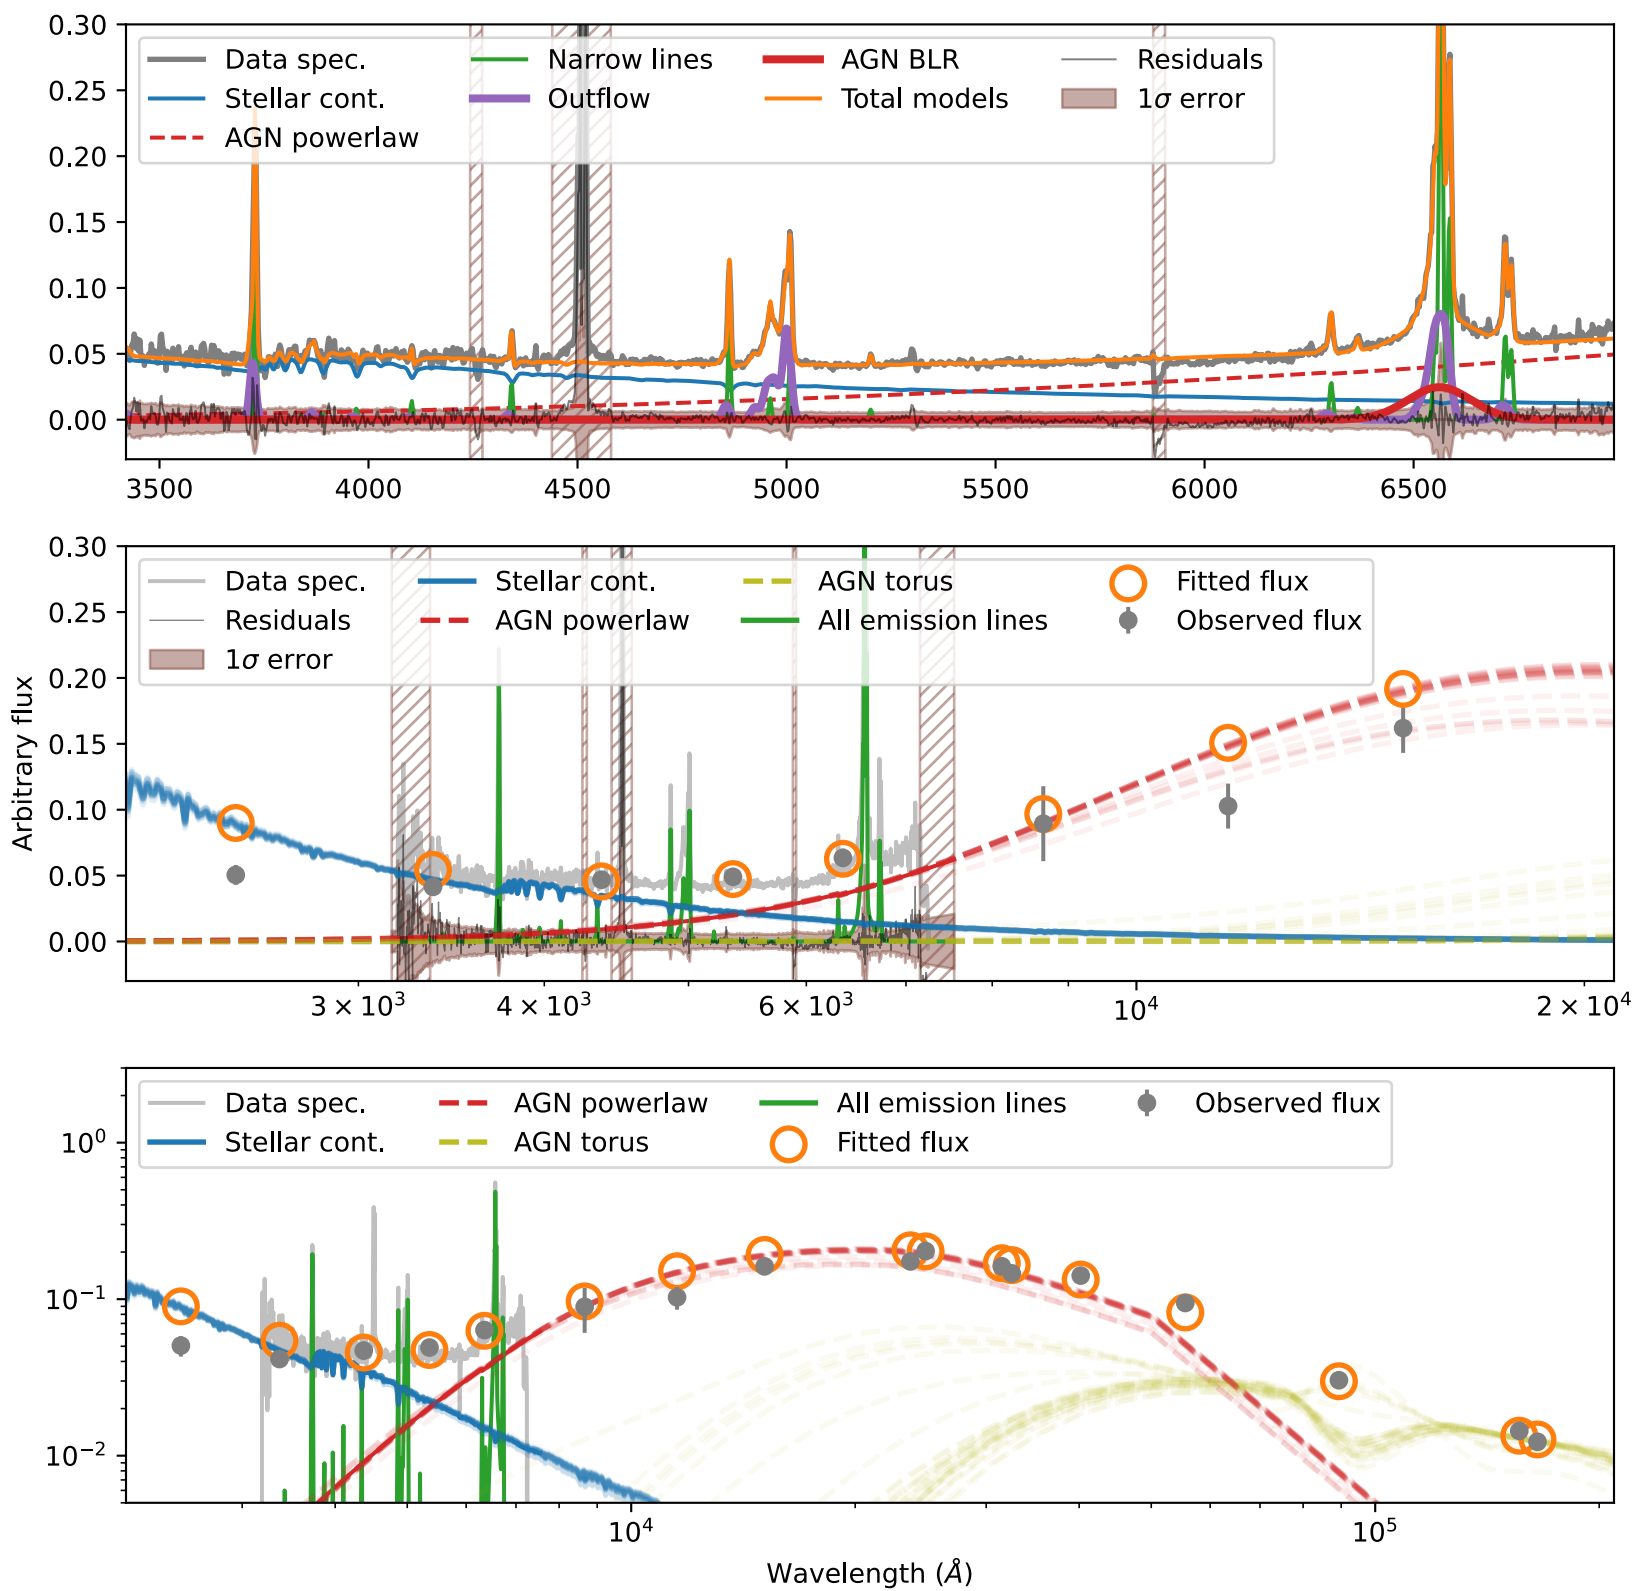 0.30
0.25
0.20
0.15
0.10
0.05
0.00
Data spec. Narrow lines AGN BLR Residuals
Stellar cont. Outflow Total models 1σ error
AGN powerlaw
3500 4000 4500 5000 5500 6000 6500
Arbitrary flux
0.30
0.25
0.20
0.15
0.10
0.05
0.00
Data spec. Stellar cont. AGN torus Fitted flux
Residuals AGN powerlaw All emission lines Observed flux
1σ error
3 × 10³ 4 × 10³ 6 × 10³ 10⁴ 2 × 10⁴
10⁰
10⁻¹
10⁻²
Data spec. AGN powerlaw All emission lines Observed flux
Stellar cont. AGN torus Fitted flux
10⁴ 10⁵
Wavelength (Å)